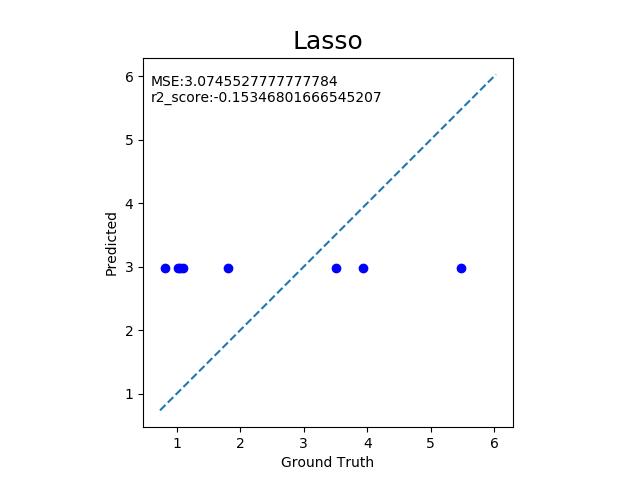 Lasso
MSE:3.0745527777777784
r2_score:-0.15346801666545207
6
5
4
3
2
1
Predicted
1 2 3 4 5 6
Ground Truth